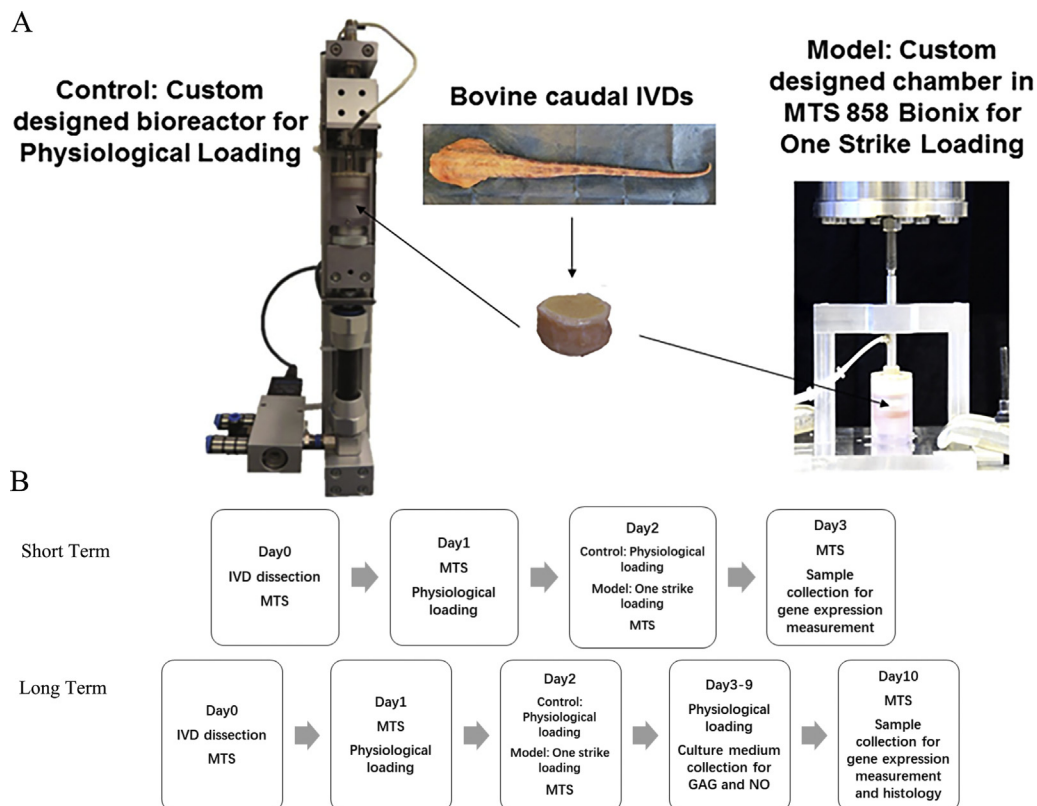 A
Control: Custom
designed bioreactor for
Physiological Loading
Bovine caudal IVDs
Model: Custom
designed chamber in
MTS 858 Bionix for
One Strike Loading
B
Short Term
Day0
IVD dissection
MTS
Day1
MTS
Physiological
loading
Day2
Control: Physiological
loading
Model: One strike
loading
MTS
Day3
MTS
Sample
collection for
gene expression
measurement
Long Term
Day0
IVD dissection
MTS
Day1
MTS
Physiological
loading
Day2
Control:
Physiological
loading
Model: One strike
loading
MTS
Day3-9
Physiological
loading
Culture medium
collection for
GAG and NO
Day10
MTS
Sample
collection for
gene expression
measurement
and histology